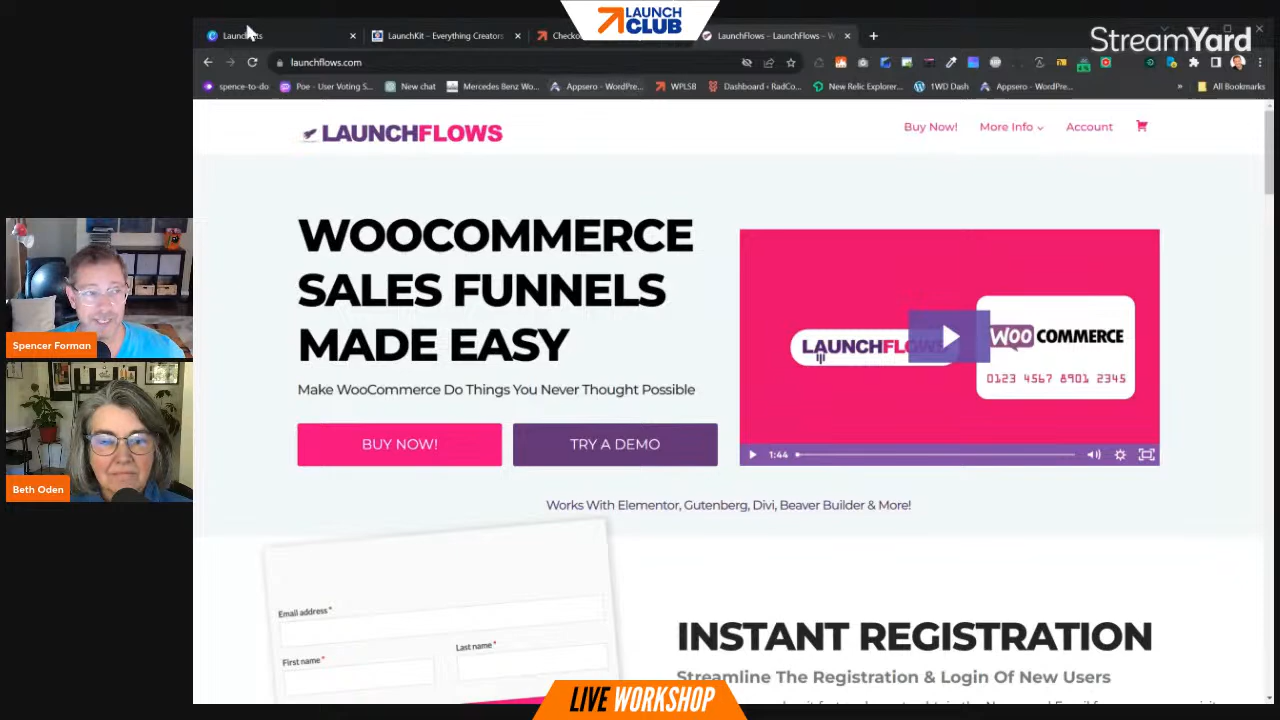 LAUNCH
CLUB
StreamYard
LaunchKit – Everything Creators
LaunchFlows – LaunchFlows – W
launchflows.com
spence-to-do
Poe - User Voting S...
New chat
Mercedes Benz Wo...
Appsero - WordPre...
WPLS8
Dashboard ‹ RadCo...
New Relic Explorer...
1WD Dash
Appsero - WordPre...
»
All Bookmarks
LAUNCHFLOWS
Buy Now!
More Info
Account
WOOCOMMERCE
SALES FUNNELS
MADE EASY
Make WooCommerce Do Things You Never Thought Possible
BUY NOW!
TRY A DEMO
WOO COMMERCE
0123 4567 8901 2345
1:44
Works With Elementor, Gutenberg, Divi, Beaver Builder & More!
Spencer Forman
Beth Oden
Email address *
First name *
Last name *
INSTANT REGISTRATION
Streamline The Registration & Login Of New Users
LIVE WORKSHOP